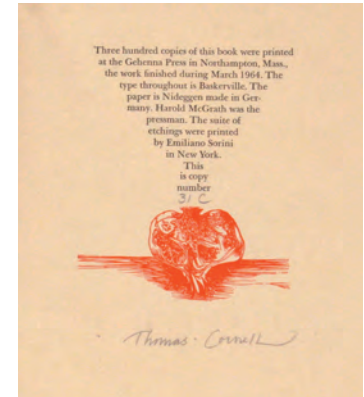 Three hundred copies of this book were printed
at the Gehenna Press in Northampton, Mass.,
the work finished during March 1964. The
type throughout is Baskerville. The
paper is Nideggen made in Ger-
many. Harold McGrath was the
pressman. The suite of
etchings were printed
by Emiliano Sorini
in New York.
This
is copy
number
31 C
Thomas · Cornell